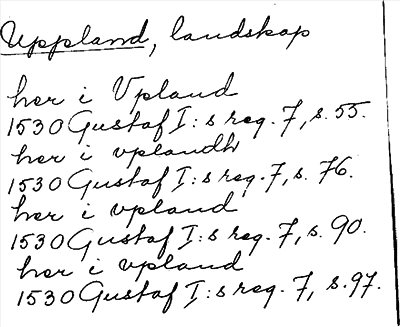 Uppland, landskap
her i Vpland
1530 Gustaf I:s reg. 7, s. 55.
her i vplandh
1530 Gustaf I:s reg. 7, s. 76.
her i vpland
1530 Gustaf I:s reg. 7, s. 90.
her i vpland
1530 Gustaf I:s reg. 7, s. 97.